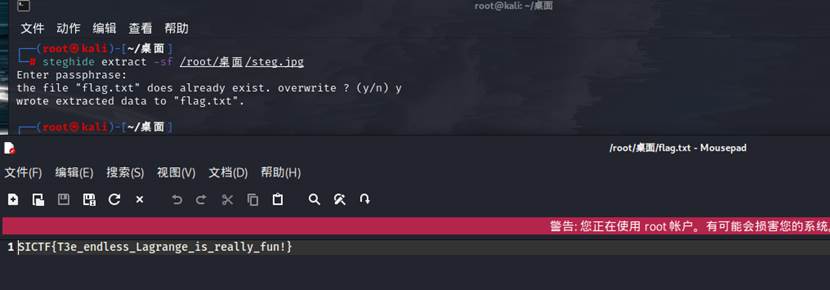 root@kali: ~/桌面
文件 动作 编辑 查看 帮助
(root㉿kali)-[~/桌面]
# steghide extract -sf /root/桌面/steg.jpg
Enter passphrase:
the file "flag.txt" does already exist. overwrite ? (y/n) y
wrote extracted data to "flag.txt".
(root㉿kali)-[~/桌面]
/root/桌面/flag.txt - Mousepad
文件(F) 编辑(E) 搜索(S) 视图(V) 文档(D) 帮助(H)
警告: 您正在使用 root 帐户。有可能会损害您的系统。
1 SICTF{T3e_endless_Lagrange_is_really_fun!}